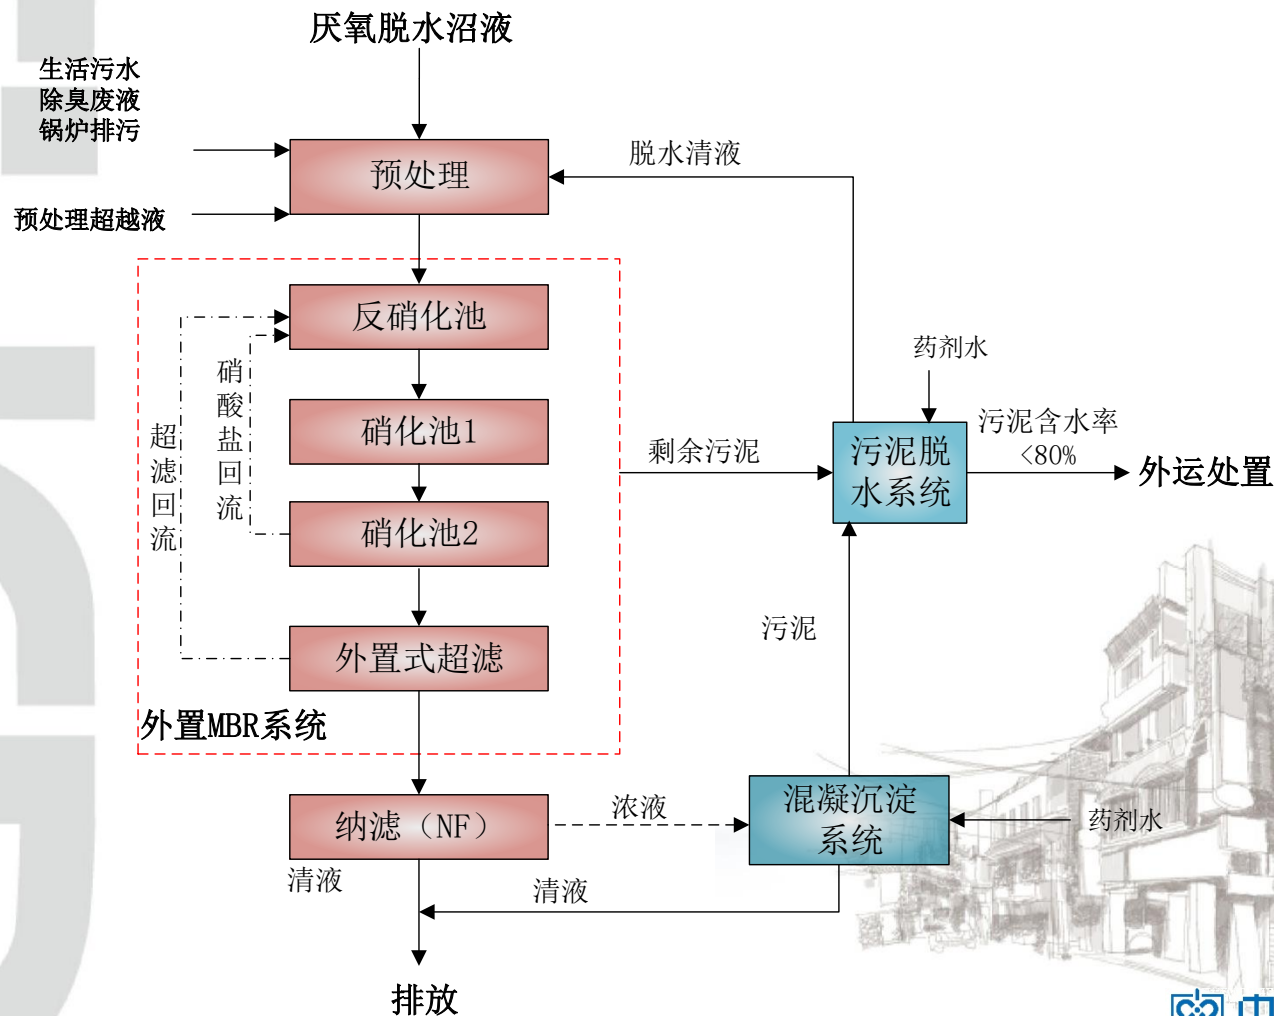 厌氧脱水沼液
生活污水
除臭废液
锅炉排污
预处理
脱水清液
预处理超越液
反硝化池
硝酸盐回流
超滤回流
硝化池1
硝化池2
外置式超滤
外置MBR系统
剩余污泥
药剂水
污泥脱
水系统
污泥含水率
<80%
外运处置
污泥
纳滤（NF）
浓液
混凝沉淀
系统
药剂水
清液
清液
排放